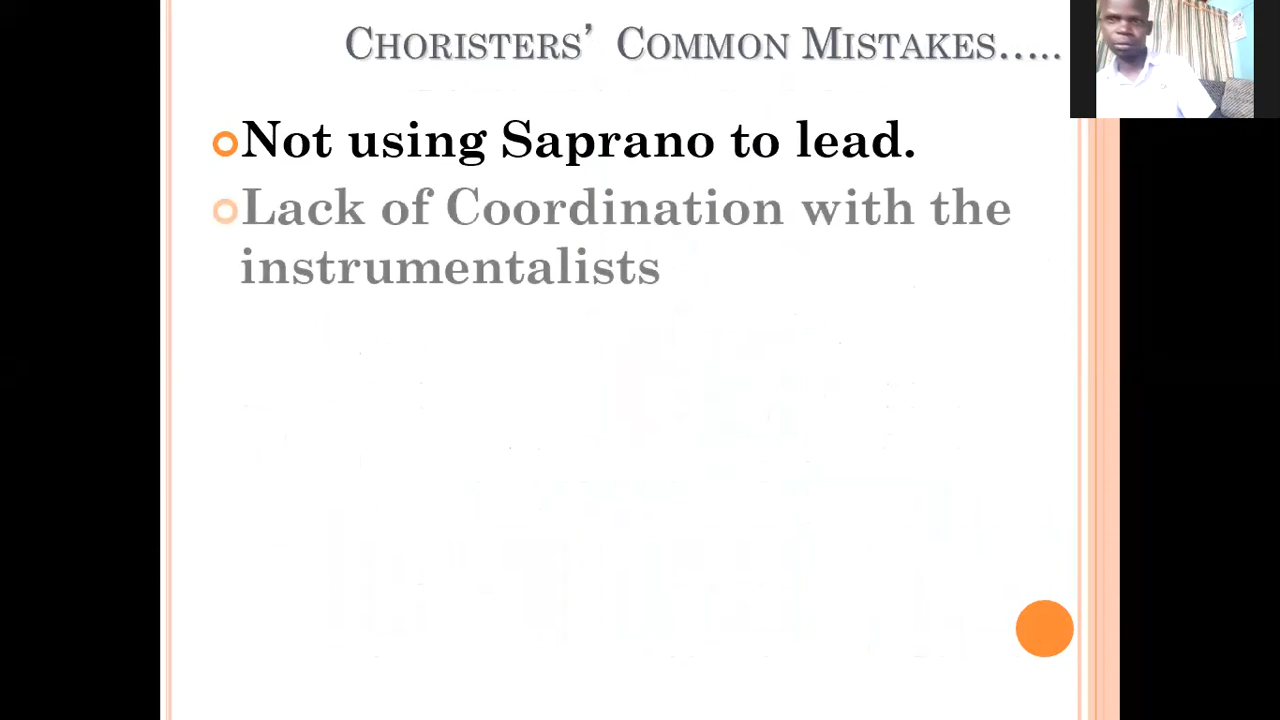 CHORISTERS’ COMMON MISTAKES.....
Not using Saprano to lead.
Lack of Coordination with the
instrumentalists